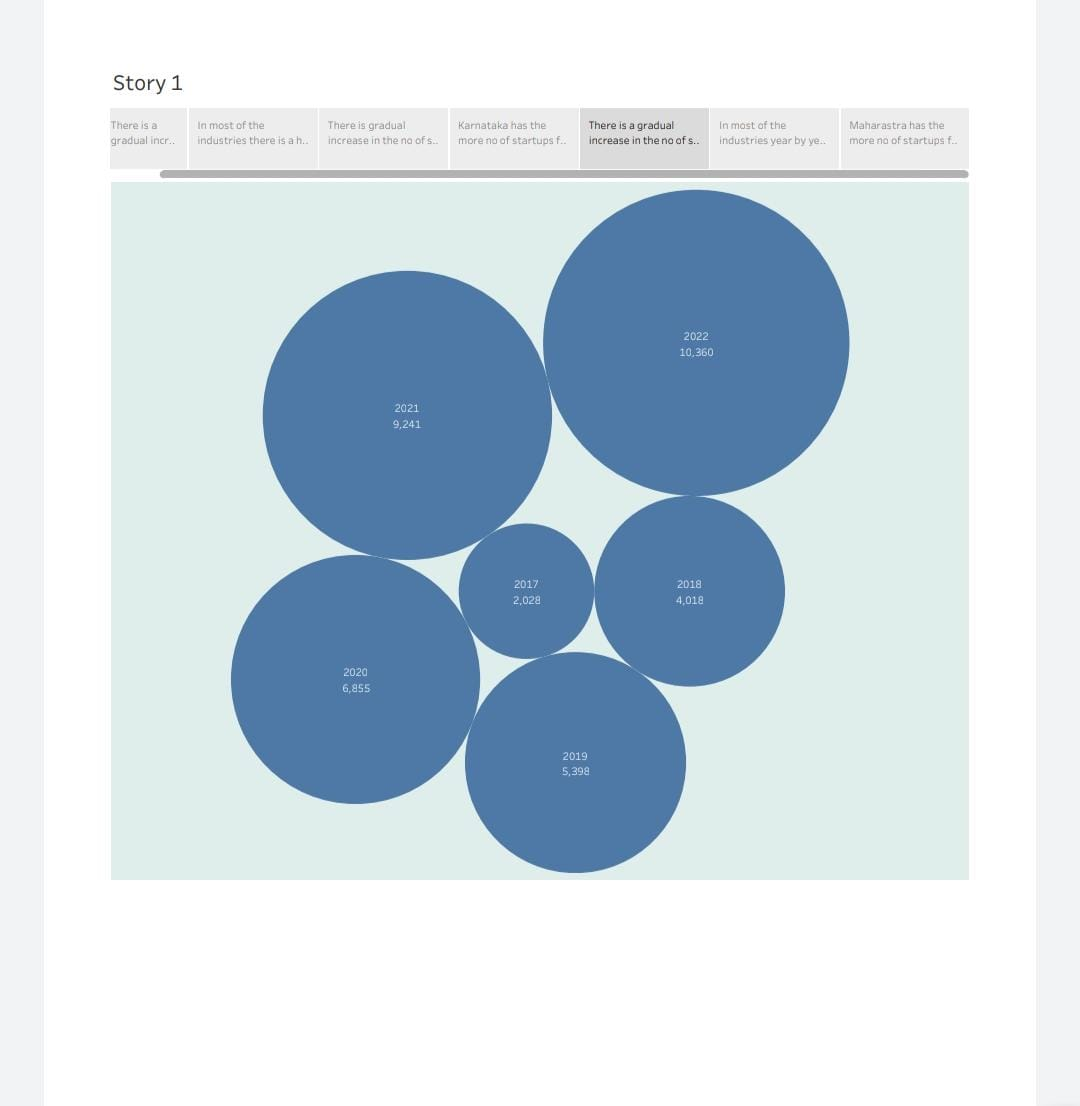 Story 1
There is a
gradual incr..
In most of the
industries there is a h..
There is gradual
increase in the no of s..
Karnataka has the
more no of startups f..
There is a gradual
increase in the no of s..
In most of the
industries year by ye..
Maharastra has the
more no of startups f..
2022
10,360
2021
9,241
2017
2,028
2018
4,018
2020
6,855
2019
5,398